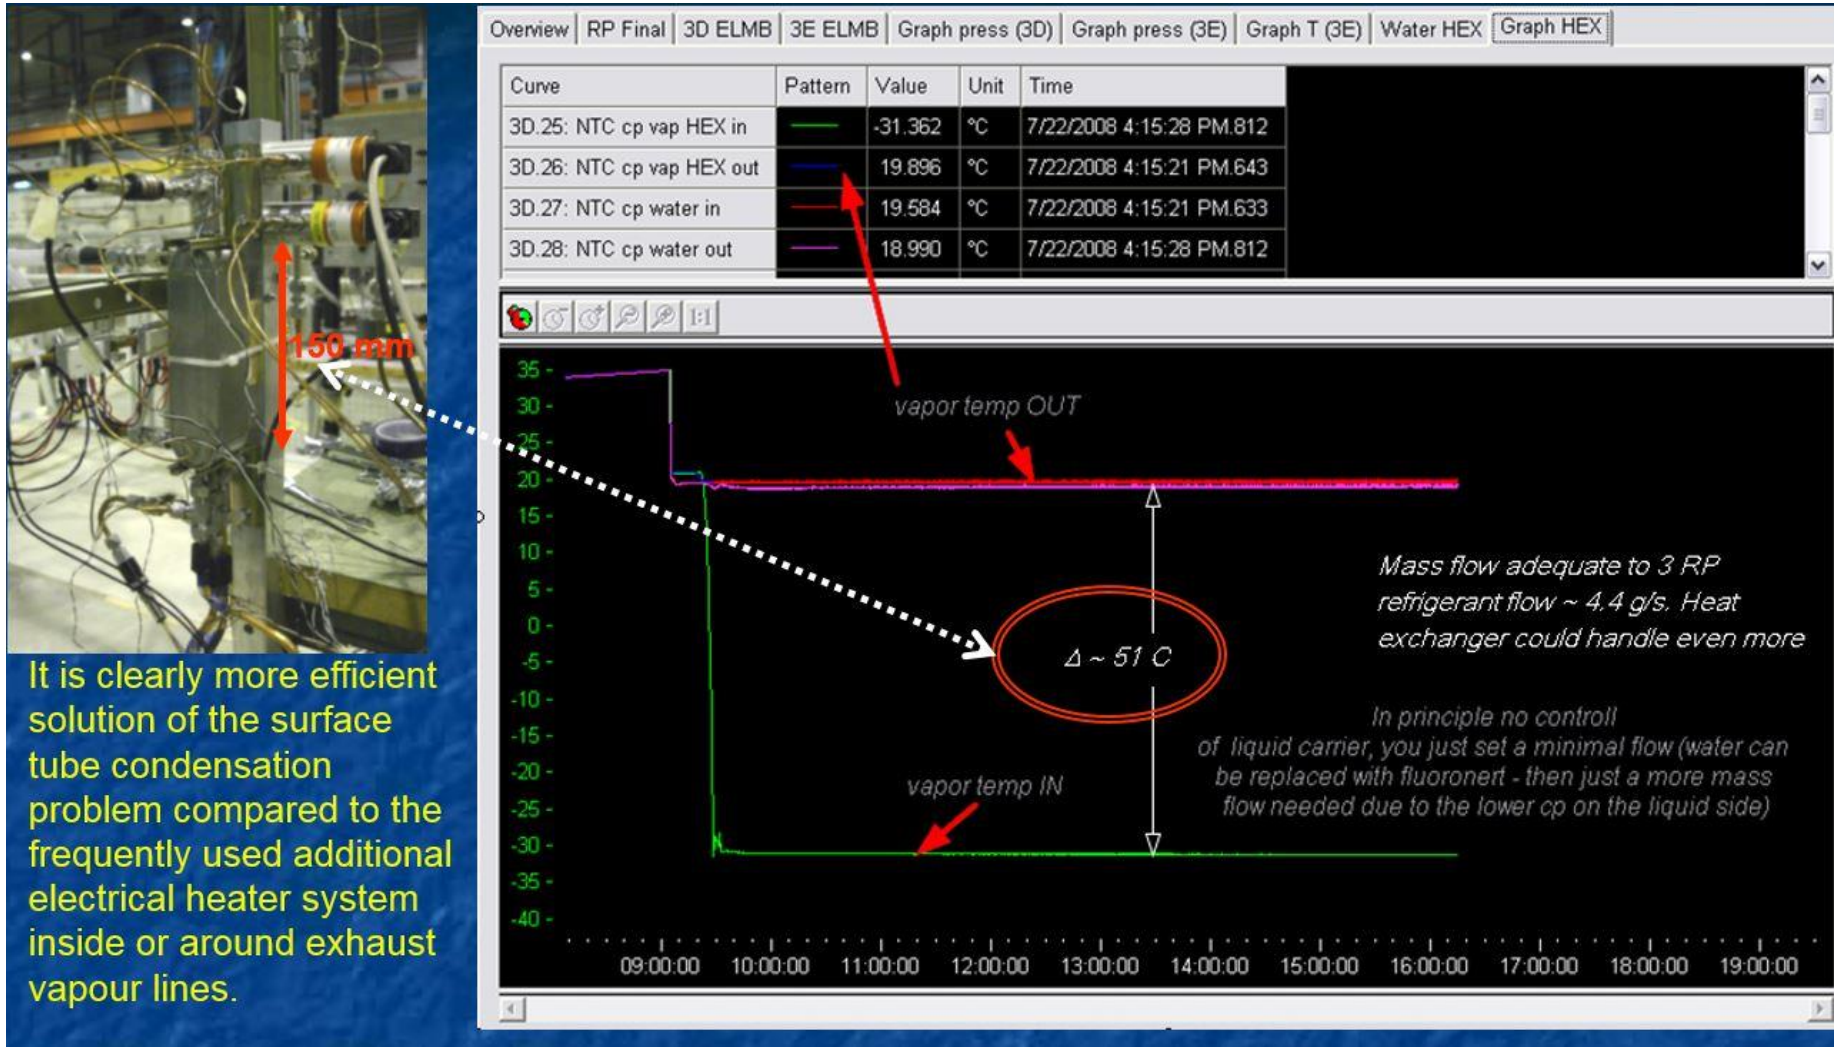 150 mm
It is clearly more efficient
solution of the surface
tube condensation
problem compared to the
frequently used additional
electrical heater system
inside or around exhaust
vapour lines.
Overview RP Final 3D ELMB 3E ELMB Graph press (3D) Graph press (3E) Graph T (3E) Water HEX Graph HEX
Curve Pattern Value Unit Time
3D.25: NTC cp vap HEX in -31.362 °C 7/22/2008 4:15:28 PM.812
3D.26: NTC cp vap HEX out 19.896 °C 7/22/2008 4:15:21 PM.643
3D.27: NTC cp water in 19.584 °C 7/22/2008 4:15:21 PM.633
3D.28: NTC cp water out 18.990 °C 7/22/2008 4:15:28 PM.812
1:1
35
30
25
20
15
10
5
0
-5
-10
-15
-20
-25
-30
-35
-40
vapor temp OUT
Δ ~ 51 C
vapor temp IN
Mass flow adequate to 3 RP
refrigerant flow ~ 4.4 g/s. Heat
exchanger could handle even more
In principle no controll
of liquid carrier, you just set a minimal flow (water can
be replaced with fluoronert - then just a more mass
flow needed due to the lower cp on the liquid side)
09:00:00 10:00:00 11:00:00 12:00:00 13:00:00 14:00:00 15:00:00 16:00:00 17:00:00 18:00:00 19:00:00